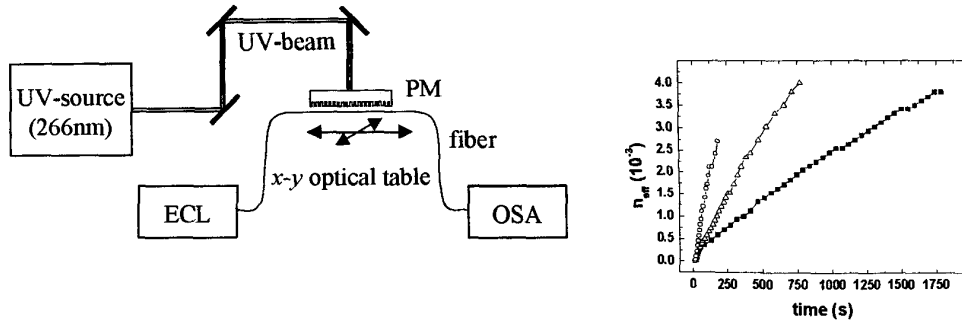 UV-beam
UV-source
(266nm)
PM
fiber
x-y optical table
ECL
OSA
n_eff (10^-3)
4.0
3.5
3.0
2.5
2.0
1.5
1.0
0.5
0.0
0 250 500 750 1000 1250 1500 1750
time (s)